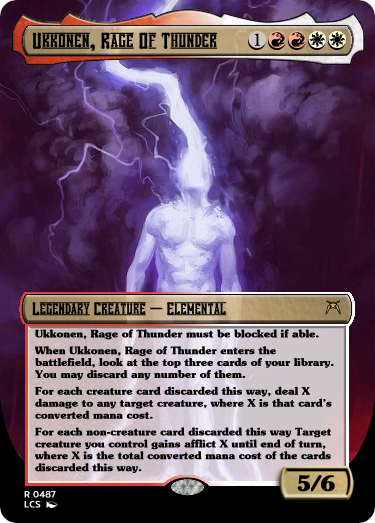 Ukkonen, Rage of Thunder 1
Legendary Creature — Elemental
Ukkonen, Rage of Thunder must be blocked if able.
When Ukkonen, Rage of Thunder enters the
battlefield, look at the top three cards of your library.
You may discard any number of them.
For each creature card discarded this way, deal X
damage to any target creature, where X is that card's
converted mana cost.
For each non-creature card discarded this way Target
creature you control gains afflict X until end of turn,
where X is the total converted mana cost of the cards
discarded this way.
5/6
R 0487
LCS